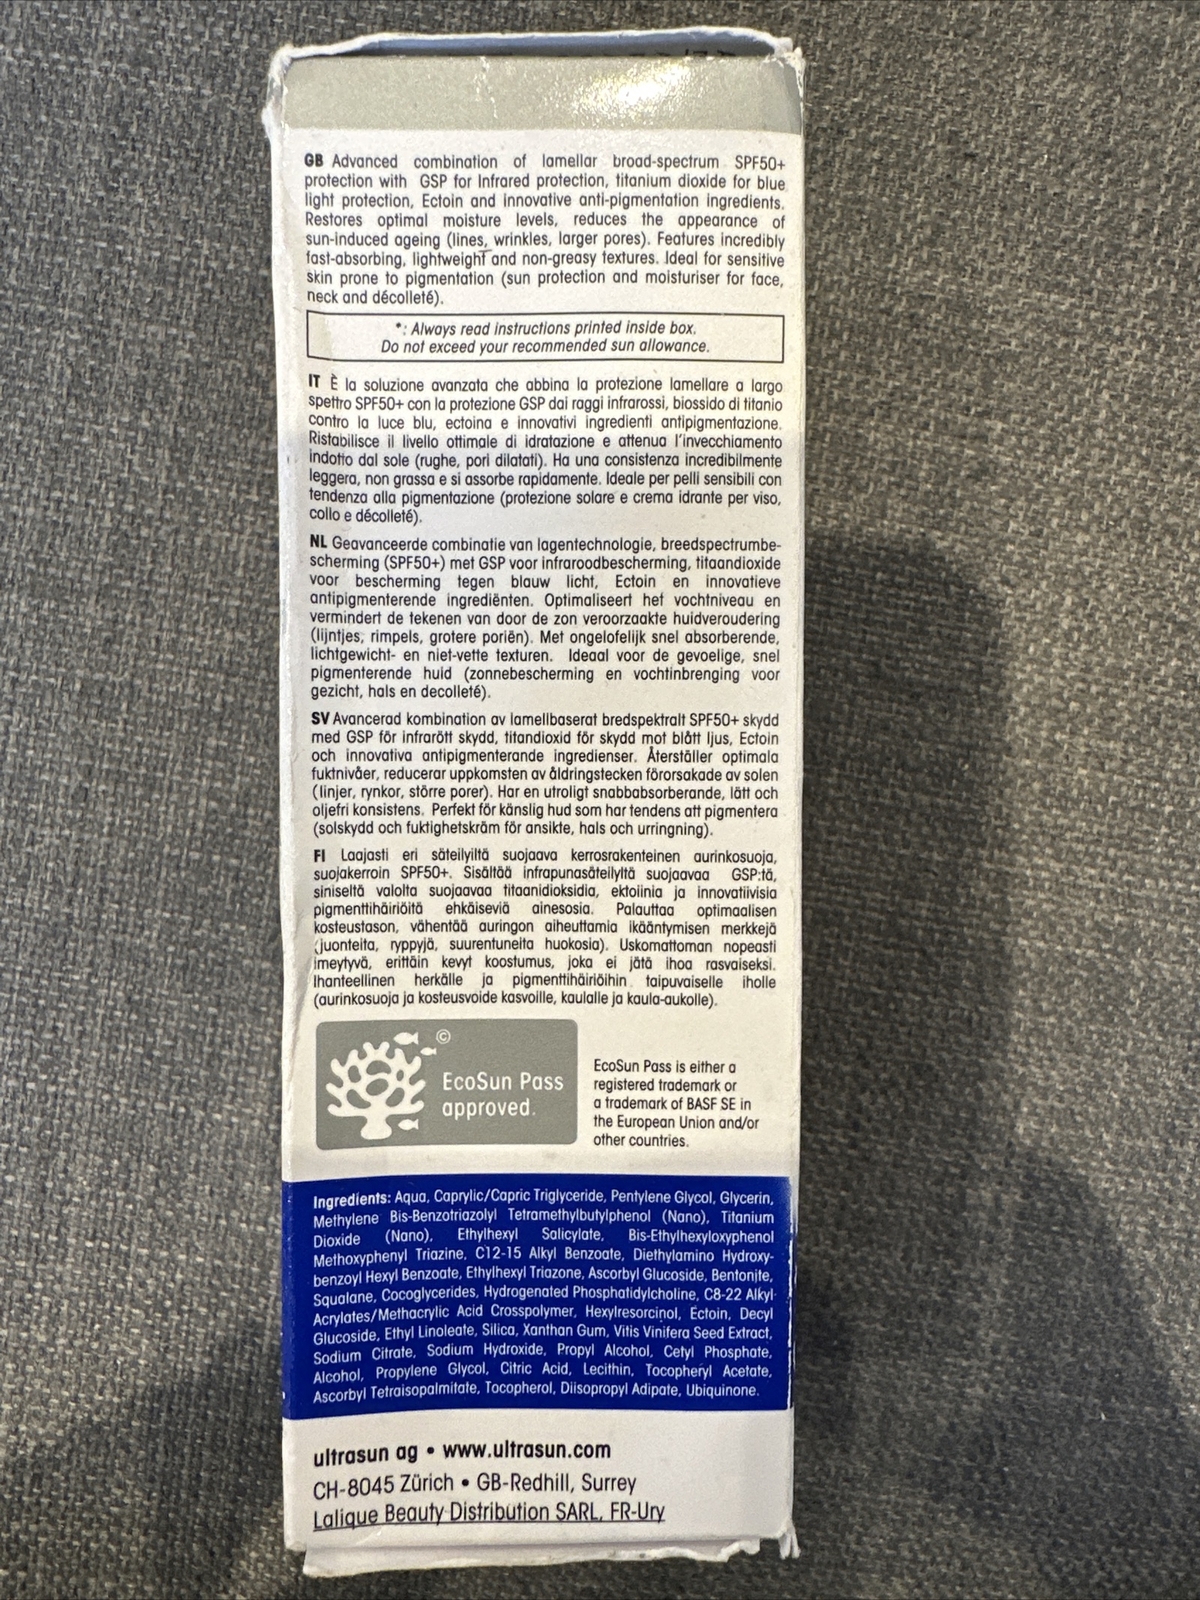 GB Advanced combination of lamellar broad-spectrum SPF50+
protection with GSP for Infrared protection, titanium dioxide for blue
light protection, Ectoin and innovative anti-pigmentation ingredients.
Restores optimal moisture levels, reduces the appearance of
sun-induced ageing (lines, wrinkles, larger pores). Features incredibly
fast-absorbing, lightweight and non-greasy textures. Ideal for sensitive
skin prone to pigmentation (sun protection and moisturiser for face,
neck and décolleté).
*: Always read instructions printed inside box.
Do not exceed your recommended sun allowance.
IT È la soluzione avanzata che abbina la protezione lamellare a largo
spettro SPF50+ con la protezione GSP dai raggi infrarossi, biossido di titanio
contro la luce blu, ectoina e innovativi ingredienti antipigmentazione.
Ristabilisce il livello ottimale di idratazione e attenua l'invecchiamento
indotto dal sole (rughe, pori dilatati). Ha una consistenza incredibilmente
leggera, non grassa e si assorbe rapidamente. Ideale per pelli sensibili con
tendenza alla pigmentazione (protezione solare e crema idrante per viso,
collo e décolleté).
NL Geavanceerde combinatie van lagentechnologie, breedspectrumbe-
scherming (SPF50+) met GSP voor infraroodbescherming, titaandioxide
voor bescherming tegen blauw licht, Ectoin en innovatieve
antipigmenterende ingrediënten. Optimaliseert het vochtniveau en
vermindert de tekenen van door de zon veroorzaakte huidveroudering
(lijntjes, rimpels, grotere poriën). Met ongelofelijk snel absorberende,
lichtgewicht- en niet-vette texturen. Ideaal voor de gevoelige, snel
pigmenterende huid (zonnebescherming en vochtinbrenging voor
gezicht, hals en decolleté).
SV Avancerad kombination av lamellbaserat bredspektralt SPF50+ skydd
med GSP för infrarött skydd, titandioxid för skydd mot blått ljus, Ectoin
och innovativa antipigmenterande ingredienser. Återställer optimala
fuktnivåer, reducerar uppkomsten av åldringstecken förorsakade av solen
(linjer, rynkor, större porer). Har en utroligt snabbabsorberande, lätt och
oljefri konsistens. Perfekt för känslig hud som har tendens att pigmentera
(solskydd och fuktighetskräm för ansikte, hals och urringning).
FI Laajasti eri säteilyiltä suojaava kerrosrakenteinen aurinkosuoja,
suojakerroin SPF50+. Sisältää infrapunasäteilyltä suojaavaa GSP:tä,
siniseltä valolta suojaavaa titaanidioksidia, ektoiinia ja innovatiivisia
pigmenttihäiriöitä ehkäiseviä ainesosia. Palauttaa optimaalisen
kosteustason, vähentää auringon aiheuttamia ikääntymisen merkkejä
(juonteita, ryppyjä, suurentuneita huokosia). Uskomattoman nopeasti
imeytyvä, erittäin kevyt koostumus, joka ei jätä ihoa rasvaiseksi.
Ihanteellinen herkälle ja pigmenttihäiriöihin taipuvaiselle iholle
(aurinkosuoja ja kosteusvoide kasvoille, kaulalle ja kaula-aukolle).
©
EcoSun Pass
approved.
EcoSun Pass is either a
registered trademark or
a trademark of BASF SE in
the European Union and/or
other countries.
Ingredients: Aqua, Caprylic/Capric Triglyceride, Pentylene Glycol, Glycerin,
Methylene Bis-Benzotriazolyl Tetramethylbutylphenol (Nano), Titanium
Dioxide (Nano), Ethylhexyl Salicylate, Bis-Ethylhexyloxyphenol
Methoxyphenyl Triazine, C12-15 Alkyl Benzoate, Diethylamino Hydroxy-
benzoyl Hexyl Benzoate, Ethylhexyl Triazone, Ascorbyl Glucoside, Bentonite,
Squalane, Cocoglycerides, Hydrogenated Phosphatidylcholine, C8-22 Alkyl
Acrylates/Methacrylic Acid Crosspolymer, Hexylresorcinol, Ectoin, Decyl
Glucoside, Ethyl Linoleate, Silica, Xanthan Gum, Vitis Vinifera Seed Extract,
Sodium Citrate, Sodium Hydroxide, Propyl Alcohol, Cetyl Phosphate,
Alcohol, Propylene Glycol, Citric Acid, Lecithin, Tocopheryl Acetate,
Ascorbyl Tetraisopalmitate, Tocopherol, Diisopropyl Adipate, Ubiquinone.
ultrasun ag • www.ultrasun.com
CH-8045 Zürich • GB-Redhill, Surrey
Lalique Beauty Distribution SARL, FR-Ury